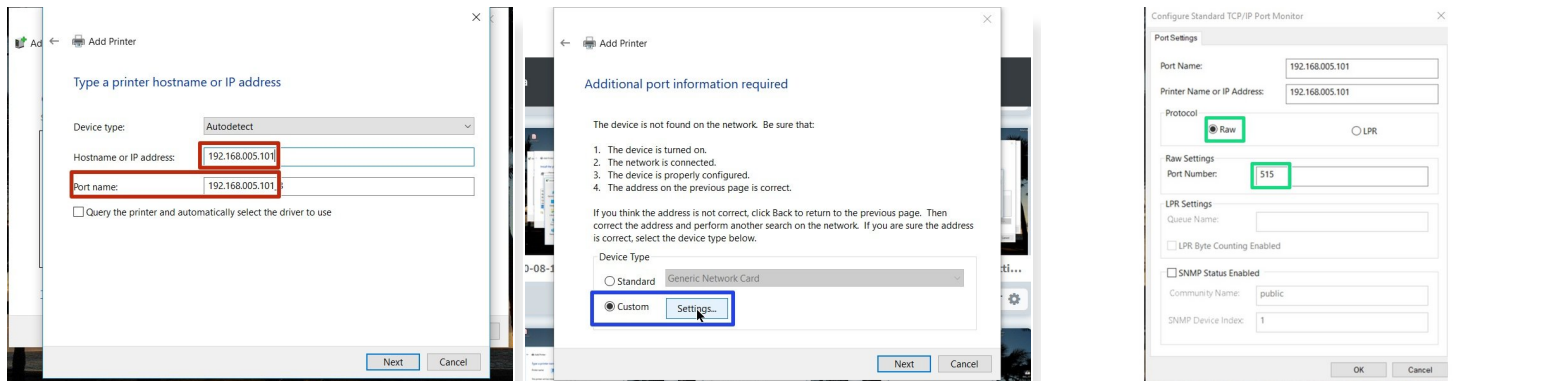 Ad
Add Printer
Type a printer hostname or IP address
Device type:
Autodetect
Hostname or IP address:
192.168.005.101
Port name:
192.168.005.101_
Query the printer and automatically select the driver to use
Next
Cancel
Add Printer
Additional port information required
The device is not found on the network. Be sure that:
1. The device is turned on.
2. The network is connected.
3. The device is properly configured.
4. The address on the previous page is correct.
If you think the address is not correct, click Back to return to the previous page. Then
correct the address and perform another search on the network. If you are sure the address
is correct, select the device type below.
Device Type
Standard
Generic Network Card
Custom
Settings...
Next
Cancel
Configure Standard TCP/IP Port Monitor
Port Settings
Port Name:
192.168.005.101
Printer Name or IP Address:
192.168.005.101
Protocol
Raw
LPR
Raw Settings
Port Number:
515
LPR Settings
Queue Name:
LPR Byte Counting Enabled
SNMP Status Enabled
Community Name:
public
SNMP Device Index:
1
OK
Cancel